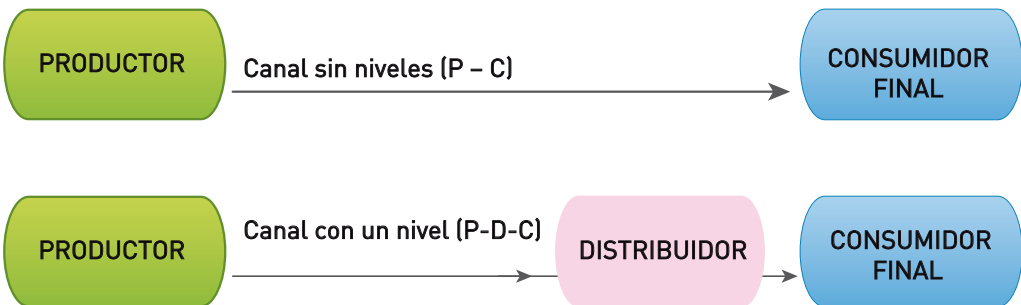 PRODUCTOR
Canal sin niveles (P – C)
CONSUMIDOR
FINAL
PRODUCTOR
Canal con un nivel (P-D-C)
DISTRIBUIDOR
CONSUMIDOR
FINAL